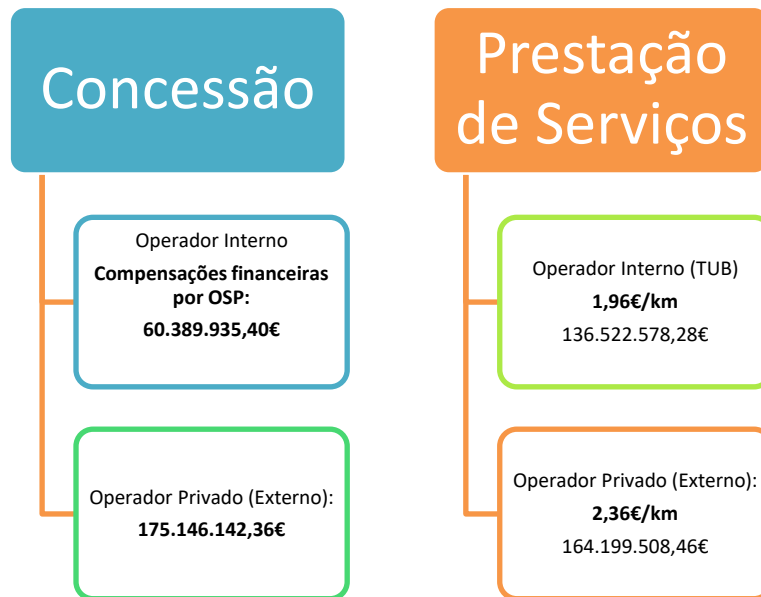 Concessão
Operador Interno
Compensações financeiras
por OSP:
60.389.935,40€
Operador Privado (Externo):
175.146.142,36€
Prestação
de Serviços
Operador Interno (TUB)
1,96€/km
136.522.578,28€
Operador Privado (Externo):
2,36€/km
164.199.508,46€